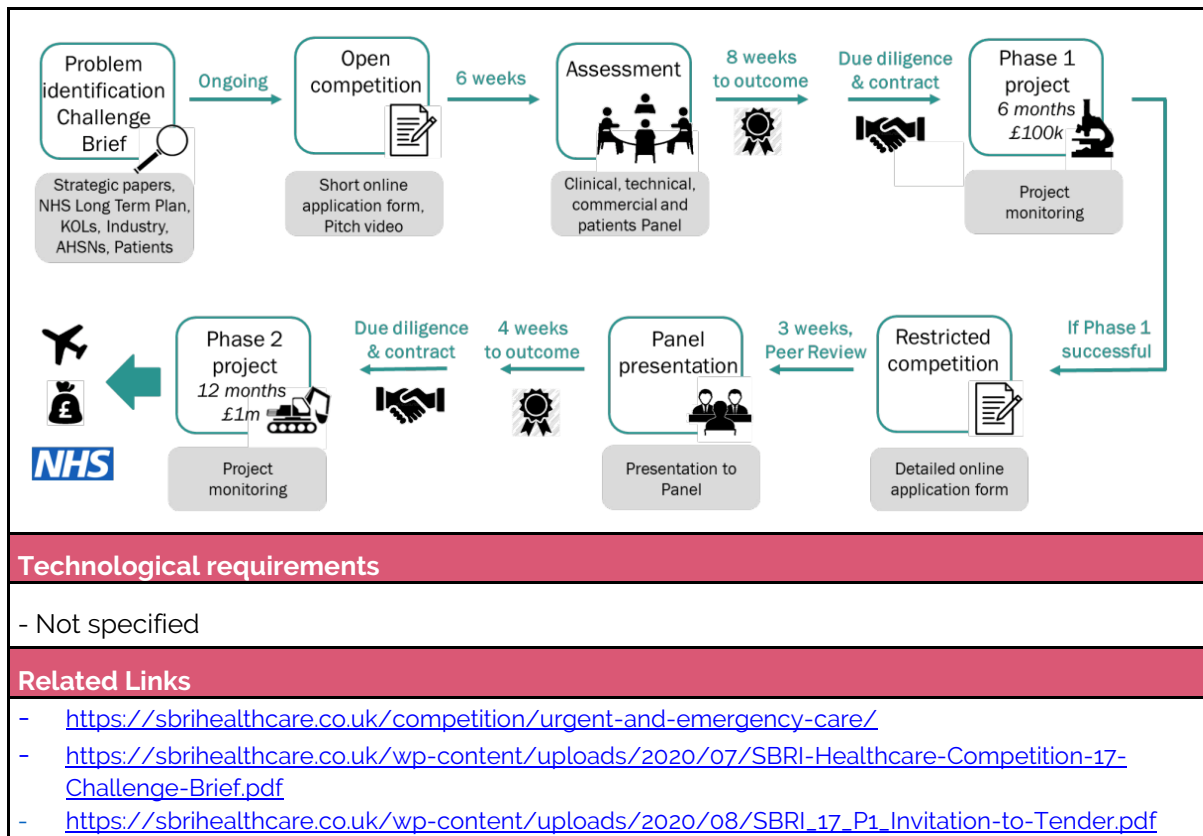 Problem
identification
Challenge
Brief
Ongoing
Open
competition
6 weeks
Assessment
8 weeks
to outcome
Due diligence
& contract
Phase 1
project
6 months
£100k
Strategic papers,
NHS Long Term Plan,
KOLs, Industry,
AHSNs, Patients
Short online
application form,
Pitch video
Clinical, technical,
commercial and
patients Panel
Project
monitoring
If Phase 1
successful
Restricted
competition
3 weeks,
Peer Review
Panel
presentation
4 weeks
to outcome
Due diligence
& contract
Phase 2
project
12 months
£1m
£
NHS
Detailed online
application form
Presentation to
Panel
Project
monitoring
Technological requirements
- Not specified
Related Links
- https://sbrihealthcare.co.uk/competition/urgent-and-emergency-care/
- https://sbrihealthcare.co.uk/wp-content/uploads/2020/07/SBRI-Healthcare-Competition-17-
Challenge-Brief.pdf
- https://sbrihealthcare.co.uk/wp-content/uploads/2020/08/SBRI_17_P1_Invitation-to-Tender.pdf